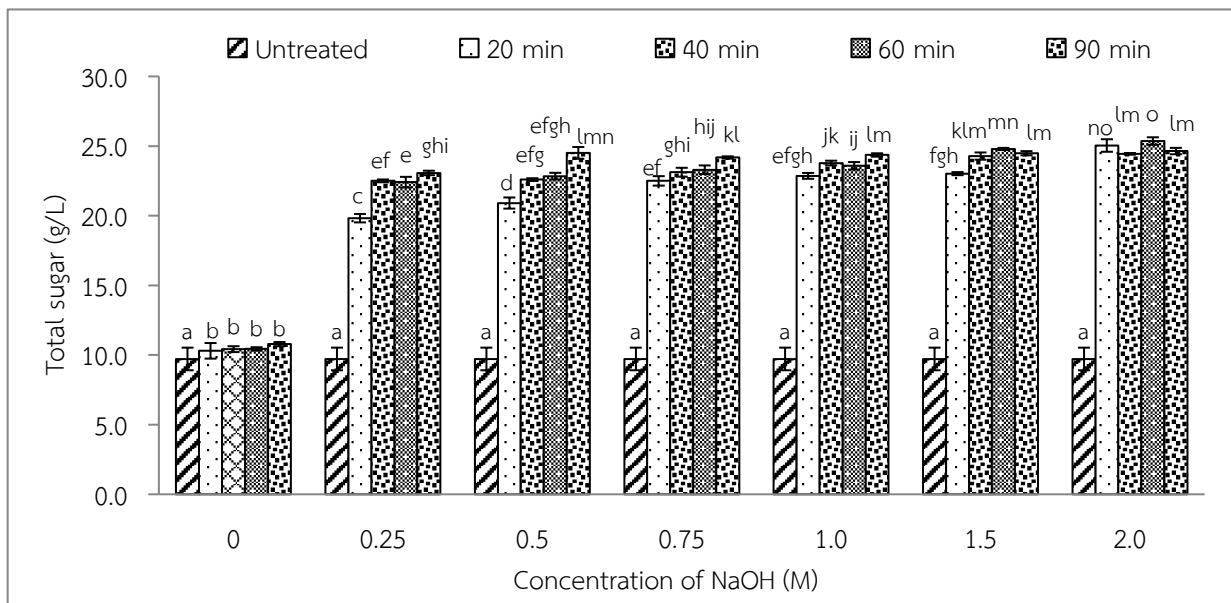 Untreated 20 min 40 min 60 min 90 min
30.0
25.0
20.0
15.0
10.0
5.0
0.0
Total sugar (g/L)
a b b b b
a c ef e ghi
a d efg efgh lmn
a ef ghi hij kl
a efgh jk ij lm
a fgh klm mn lm
a no lm o lm
0 0.25 0.5 0.75 1.0 1.5 2.0
Concentration of NaOH (M)